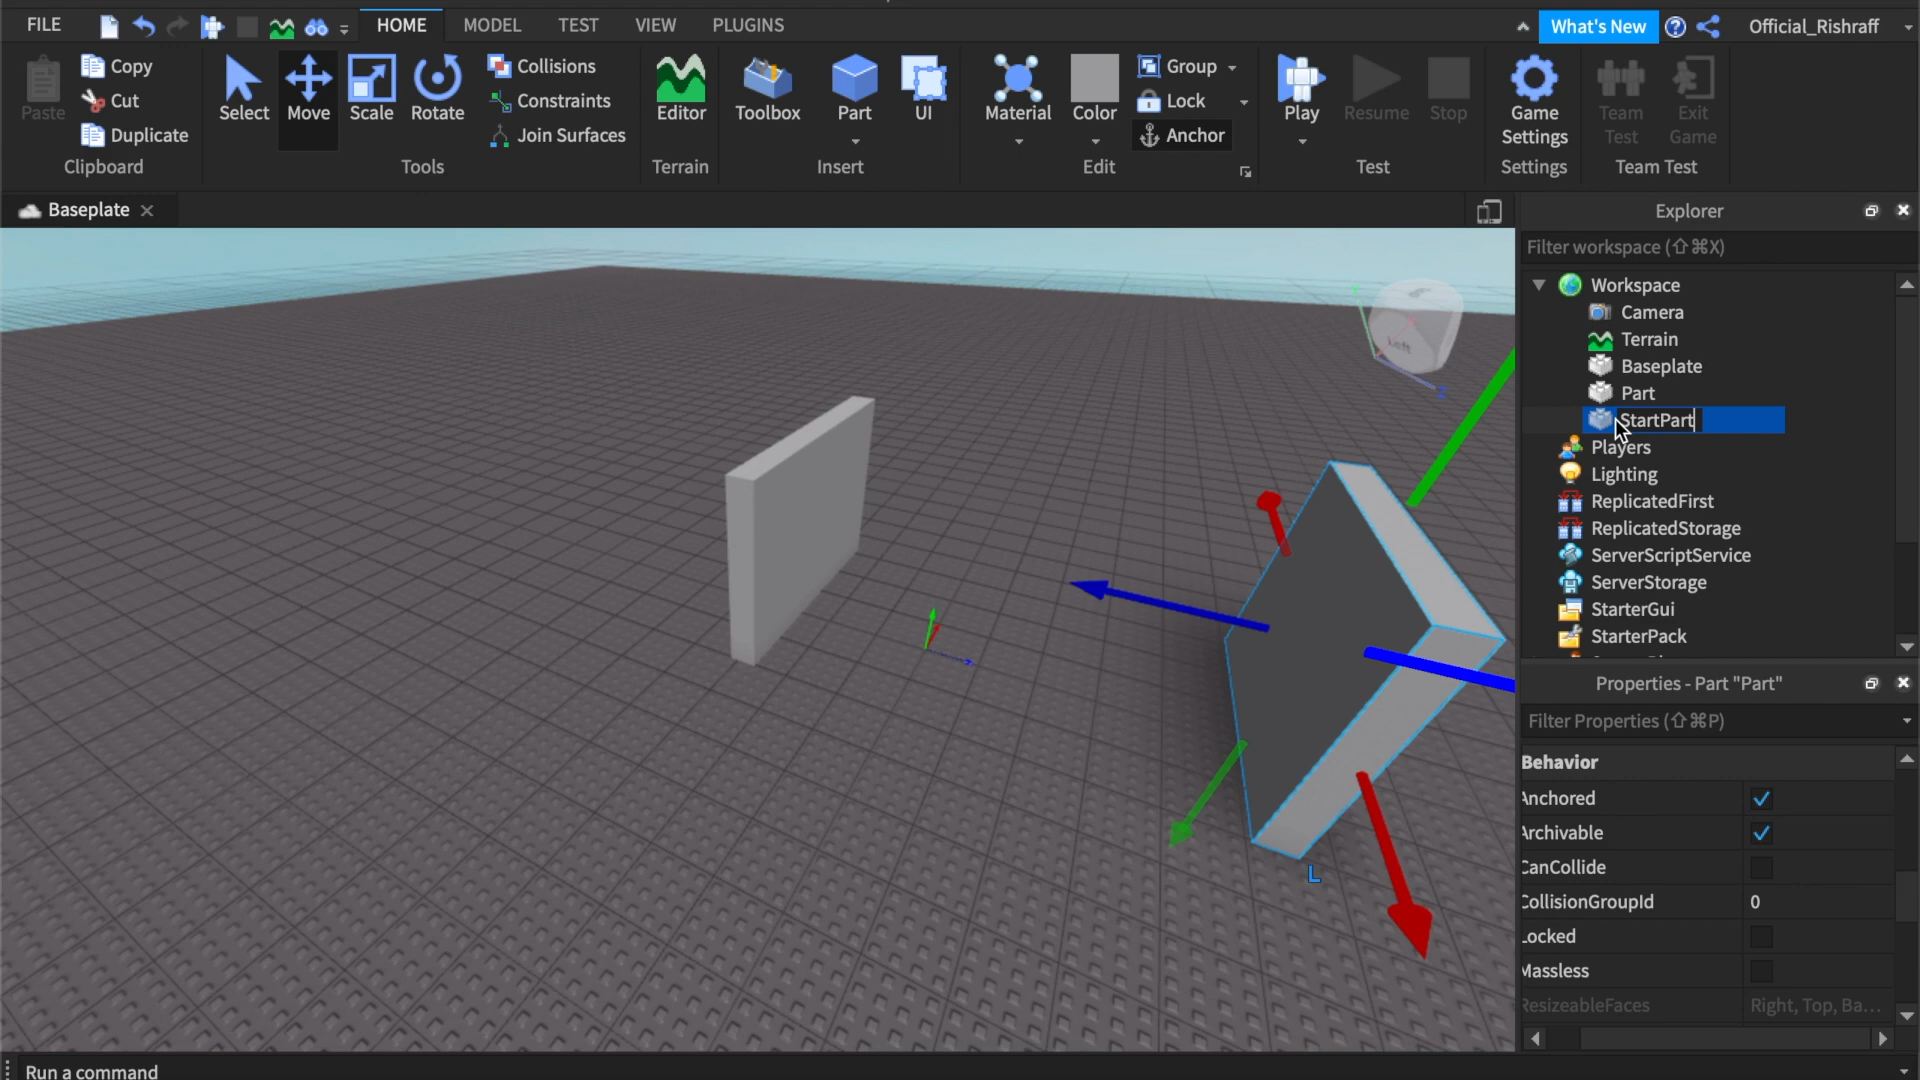 FILE HOME MODEL TEST VIEW PLUGINS What's New Official_Rishraff
Paste Copy Cut Duplicate Clipboard
Select Move Scale Rotate Collisions Constraints Join Surfaces Tools
Editor Terrain
Toolbox Part UI Insert
Material Color Group Lock Anchor Edit
Play Resume Stop Test
Game Settings Settings
Team Test Exit Game Team Test
Baseplate
Left
Z
L
Explorer
Filter workspace (⇧⌘X)
Workspace
Camera
Terrain
Baseplate
Part
StartPart
Players
Lighting
ReplicatedFirst
ReplicatedStorage
ServerScriptService
ServerStorage
StarterGui
StarterPack
Properties - Part "Part"
Filter Properties (⇧⌘P)
Behavior
Anchored
Archivable
CanCollide
CollisionGroupId 0
Locked
Massless
ResizeableFaces Right, Top, Ba...
Run a command